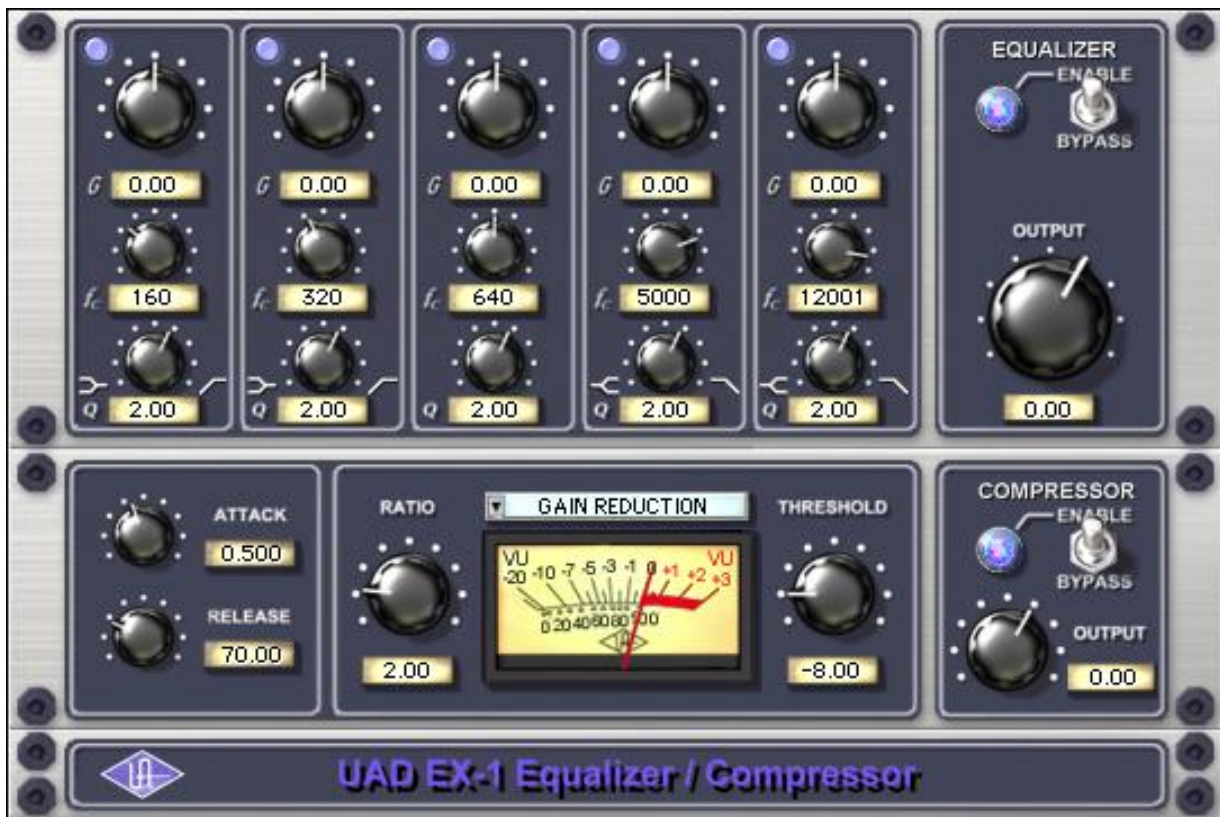 EQUALIZER
ENABLE
BYPASS
G 0.00
G 0.00
G 0.00
G 0.00
G 0.00
OUTPUT
fc 160
fc 320
fc 640
fc 5000
fc 12001
Q 2.00
Q 2.00
Q 2.00
Q 2.00
Q 2.00
0.00
ATTACK
0.500
RELEASE
70.00
RATIO
2.00
GAIN REDUCTION
VU VU
-20 -10 -7 -5 -3 -1 0 +1 +2 +3
0 20 40 60 80 100
UA
THRESHOLD
-8.00
COMPRESSOR
ENABLE
BYPASS
OUTPUT
0.00
UA
UAD EX-1 Equalizer / Compressor